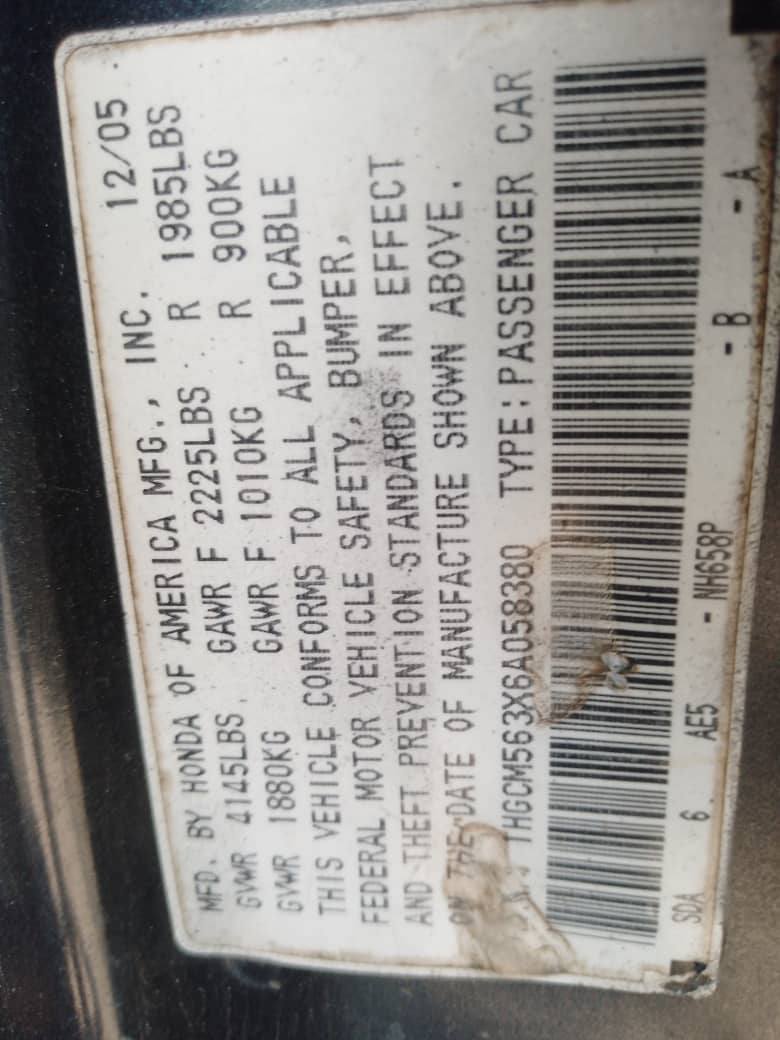 MFD. BY HONDA OF AMERICA MFG., INC. 12/05
GVWR 4145LBS GAWR F 2225LBS R 1985LBS
GVWR 1880KG GAWR F 1010KG R 900KG
THIS VEHICLE CONFORMS TO ALL APPLICABLE
FEDERAL MOTOR VEHICLE SAFETY, BUMPER,
AND THEFT PREVENTION STANDARDS IN EFFECT
ON THE DATE OF MANUFACTURE SHOWN ABOVE.
1HGCM563X6A058380 TYPE:PASSENGER CAR
SDA 6 AE5 - NH658P - B - A